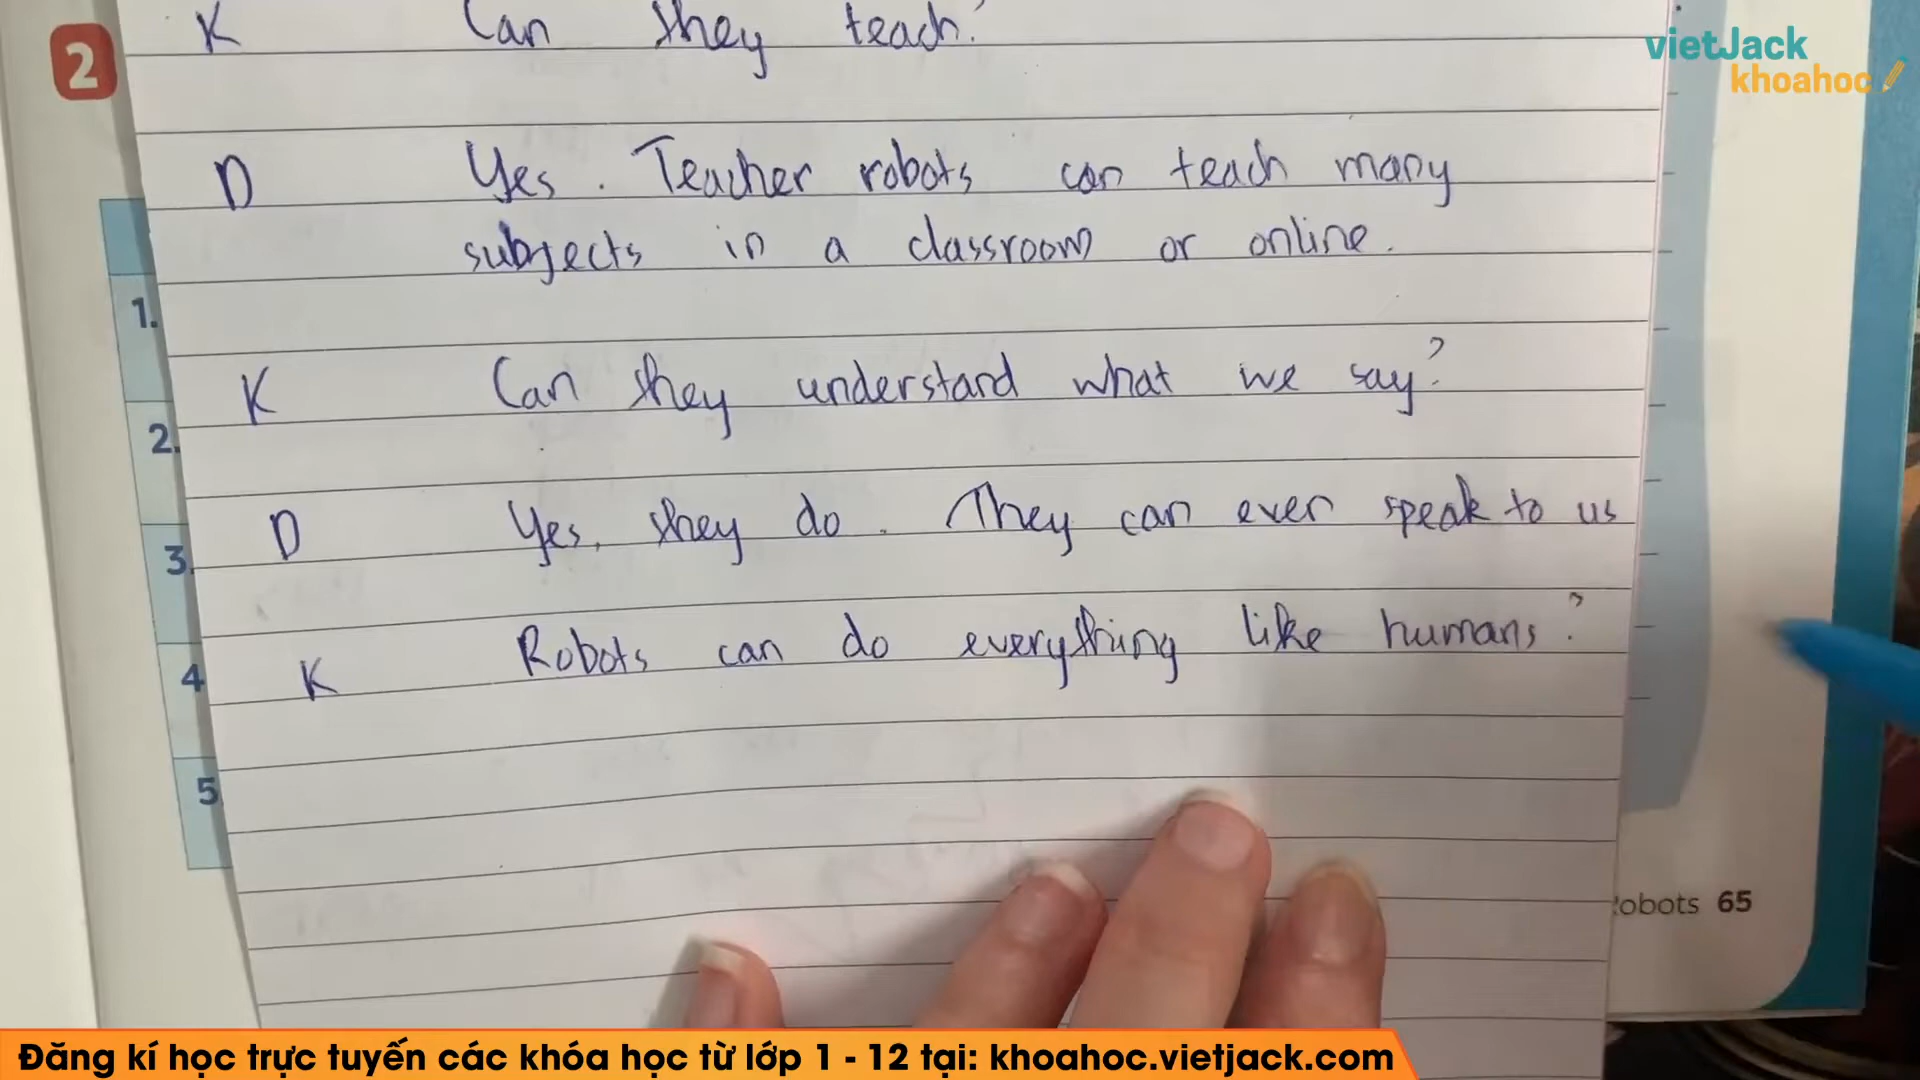 2
K Can they teach?
vietJack
khoahoc
D Yes. Teacher robots can teach many
subjects in a classroom or online.
1.
K Can they understand what we say?
2.
D Yes, they do. They can even speak to us
3.
K Robots can do everything like humans?
4
5
obots 65
Đăng kí học trực tuyến các khóa học từ lớp 1 - 12 tại: khoahoc.vietjack.com